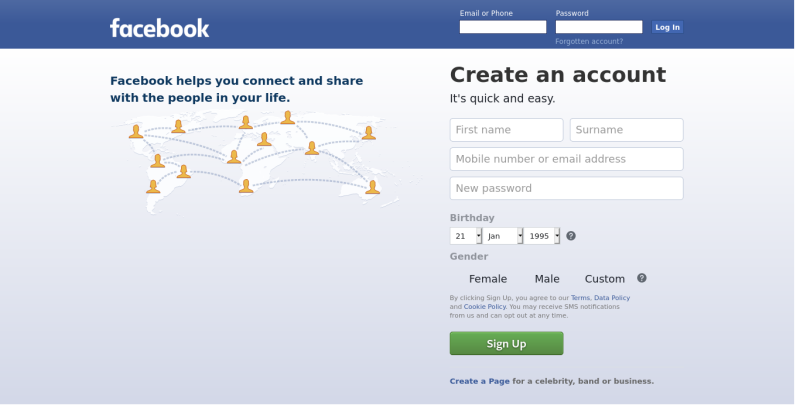 facebook
Email or Phone
Password
Log In
Forgotten account?
Facebook helps you connect and share
with the people in your life.
Create an account
It's quick and easy.
First name
Surname
Mobile number or email address
New password
Birthday
21
Jan
1995
?
Gender
Female
Male
Custom
?
By clicking Sign Up, you agree to our Terms, Data Policy
and Cookie Policy. You may receive SMS notifications
from us and can opt out at any time.
Sign Up
Create a Page for a celebrity, band or business.